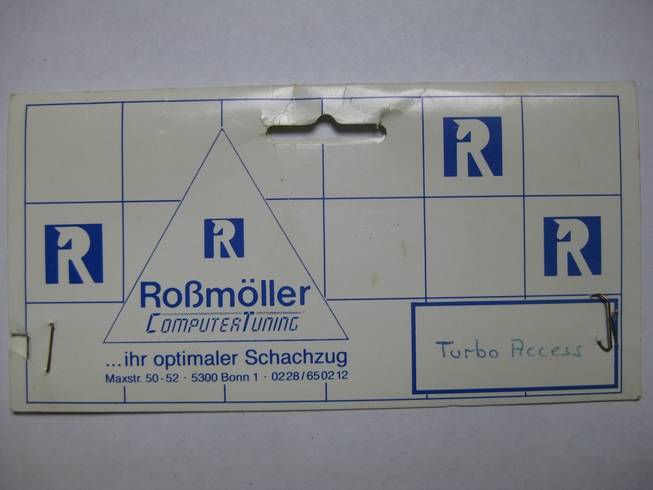 R
R
R
R
Roßmöller
COMPUTERTUNING
...ihr optimaler Schachzug
Maxstr. 50-52 · 5300 Bonn 1 · 0228/650212
Turbo Access